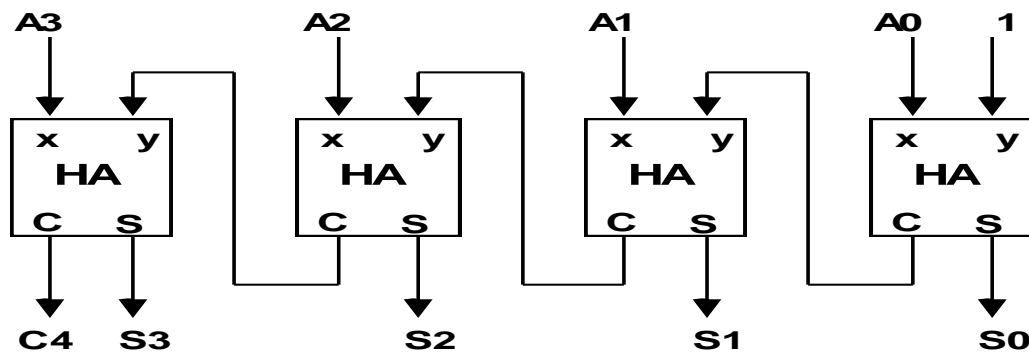 A3 A2 A1 A0 1
x y x y x y x y
HA HA HA HA
C S C S C S C S
C4 S3 S2 S1 S0